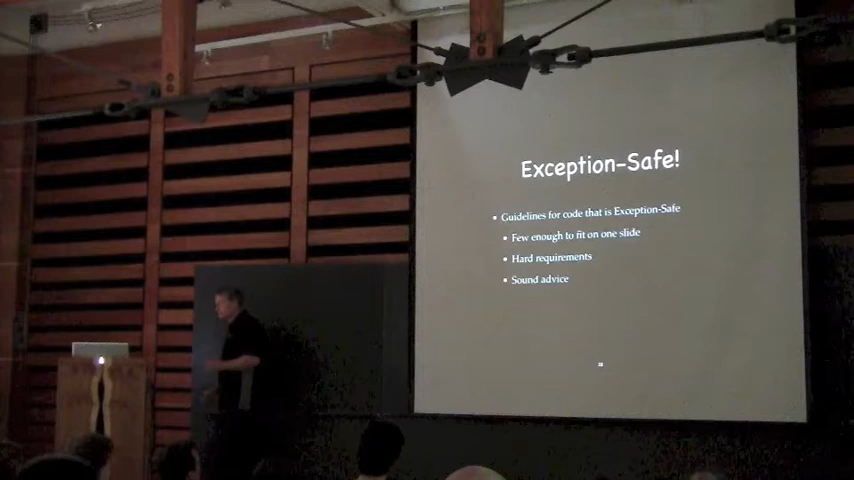 Exception-Safe!
• Guidelines for code that is Exception-Safe
• Few enough to fit on one slide
• Hard requirements
• Sound advice